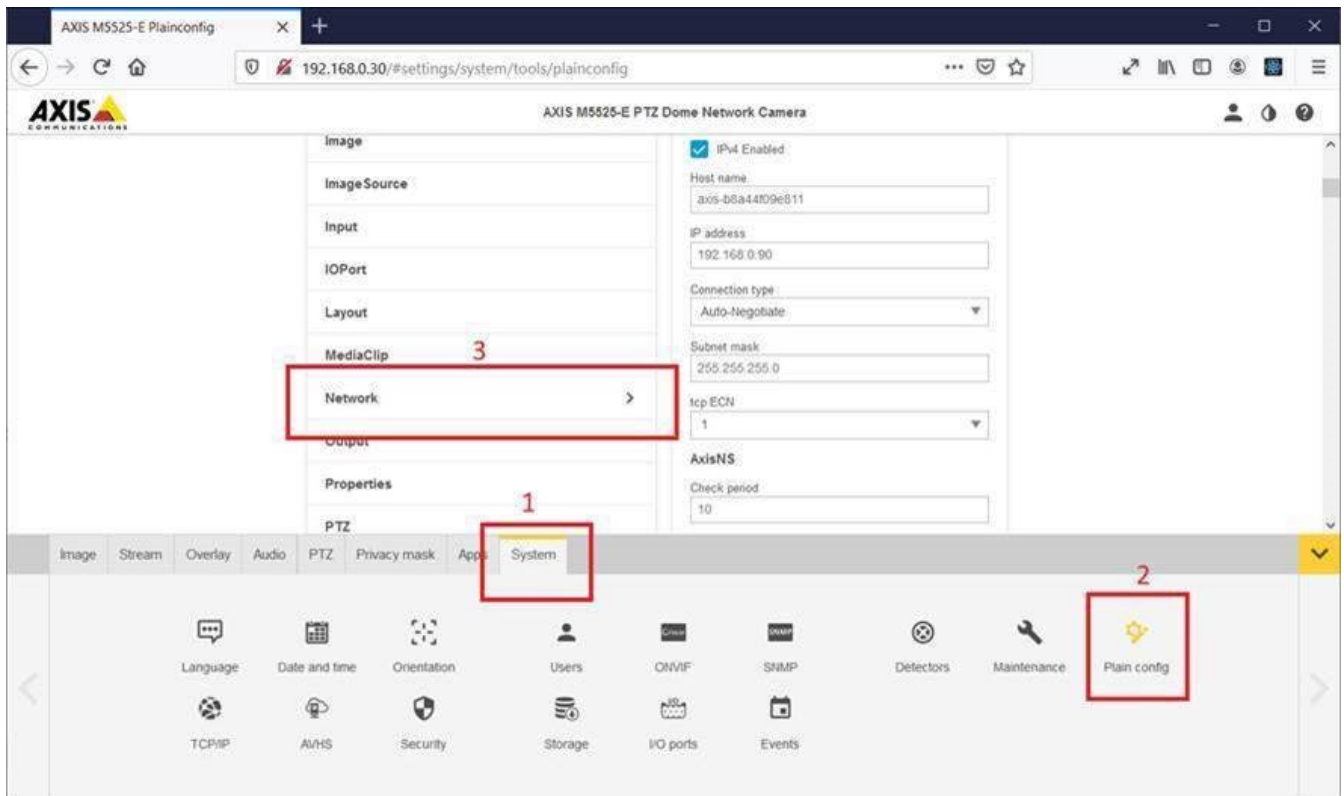 AXIS M5525-E Plainconfig
192.168.0.30/#settings/system/tools/plainconfig
AXIS
COMMUNICATIONS
AXIS M5525-E PTZ Dome Network Camera
Image
ImageSource
Input
IOPort
Layout
MediaClip
3
Network
Output
Properties
PTZ
IPv4 Enabled
Host name
axis-b8a44f09e811
IP address
192.168.0.90
Connection type
Auto-Negotiate
Subnet mask
255.255.255.0
tcp ECN
1
AxisNS
Check period
10
1
Image Stream Overlay Audio PTZ Privacy mask Apps System
2
Language Date and time Orientation Users ONVIF SNMP Detectors Maintenance Plain config
TCP/IP AVHS Security Storage I/O ports Events